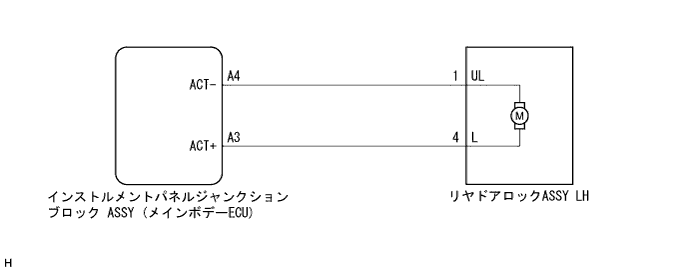 ACT- A4 1 UL
M
ACT+ A3 4 L
インストルメントパネルジャンクション
ブロック ASSY (メインボデーECU)
リヤドアロックASSY LH
H